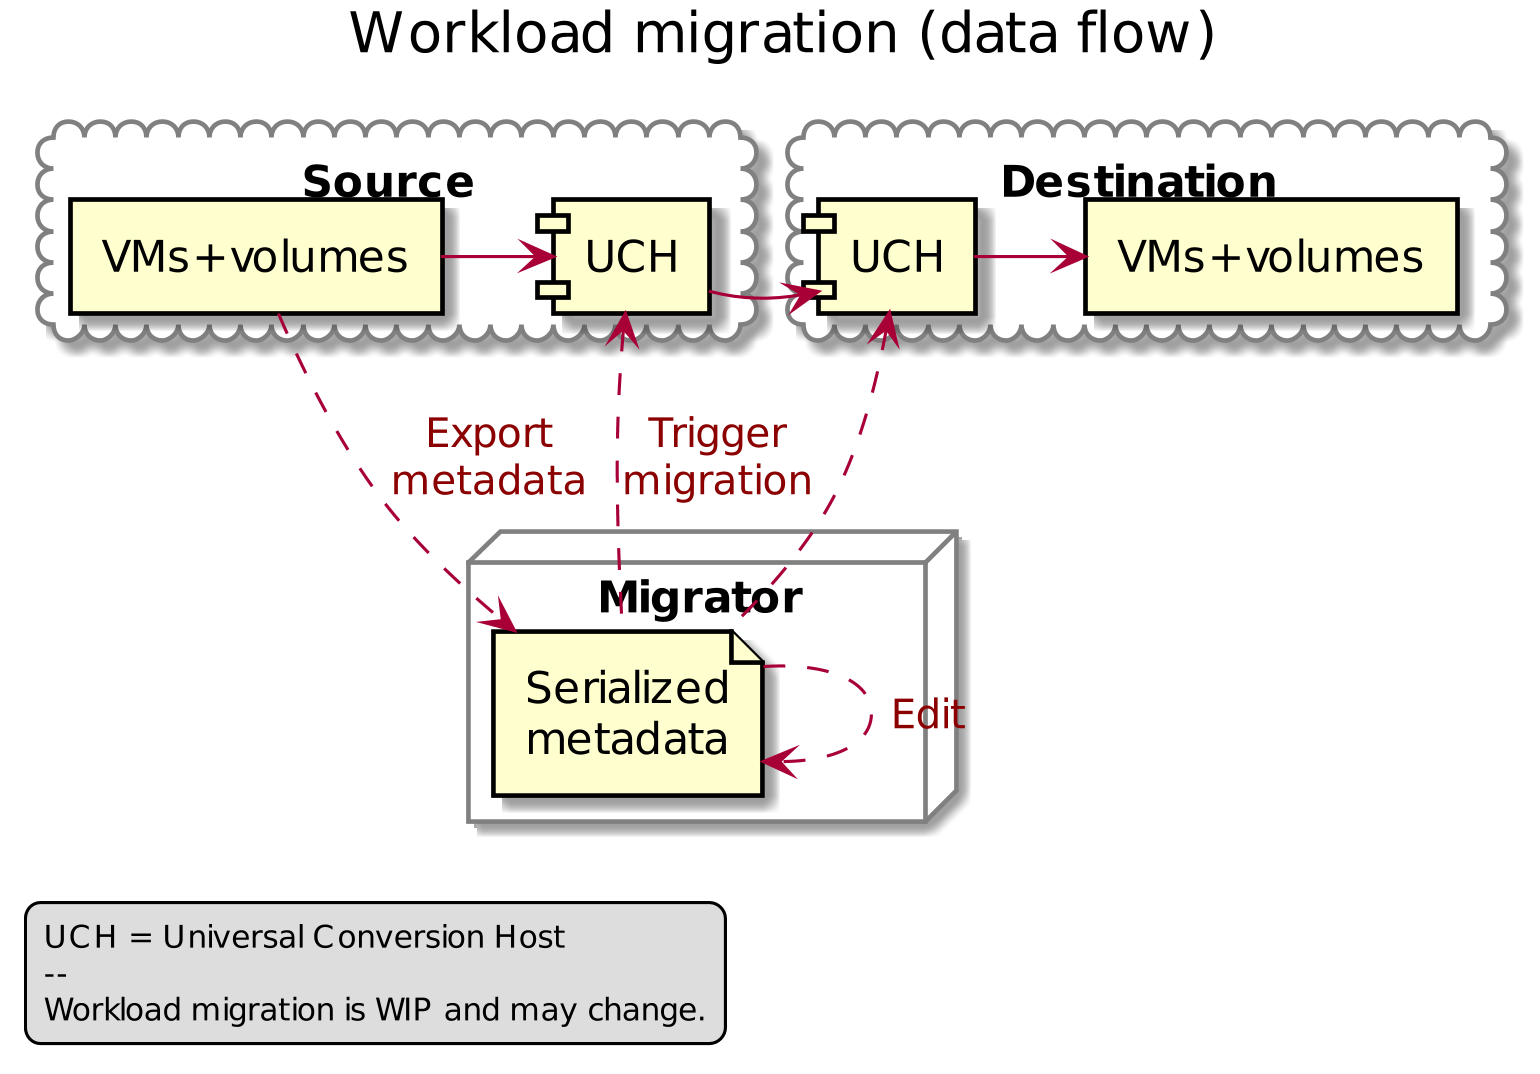 Workload migration (data flow)
Source
Destination
VMs+volumes
UCH
UCH
VMs+volumes
Export
metadata
Trigger
migration
Migrator
Serialized
metadata
Edit
UCH = Universal Conversion Host
--
Workload migration is WIP and may change.